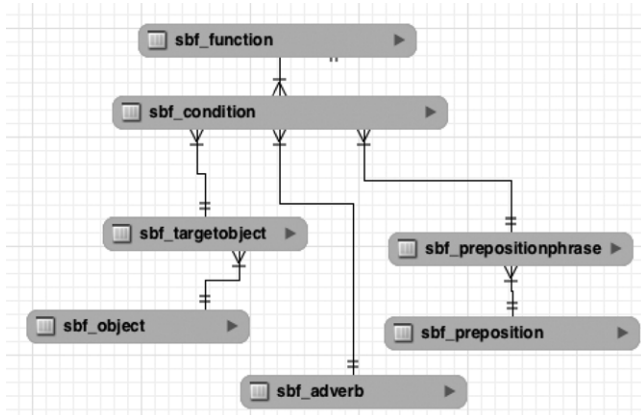 sbf_function
sbf_condition
sbf_targetobject
sbf_prepositionphrase
sbf_object
sbf_preposition
sbf_adverb